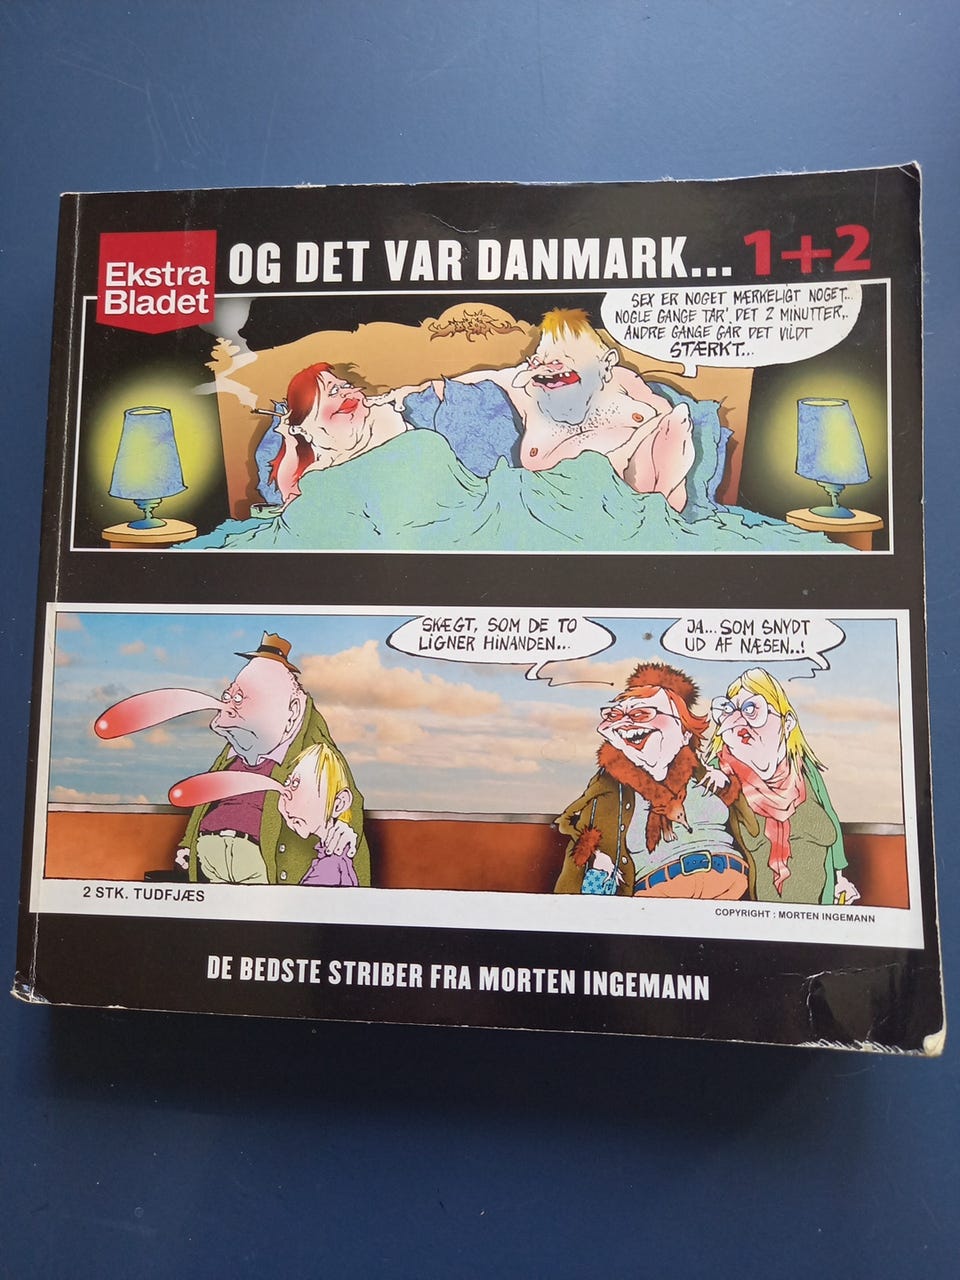 Ekstra
Bladet
OG DET VAR DANMARK... 1+2
SEX ER NOGET MÆRKELIGT NOGET...
NOGLE GANGE TAR' DET 2 MINUTTER,.
ANDRE GANGE GÅR DET VILDT
STÆRKT...
SKÆGT, SOM DE TO
LIGNER HINANDEN...
JA... SOM SNYDT
UD AF NÆSEN..!
2 STK. TUDFJÆS
COPYRIGHT : MORTEN INGEMANN
DE BEDSTE STRIBER FRA MORTEN INGEMANN